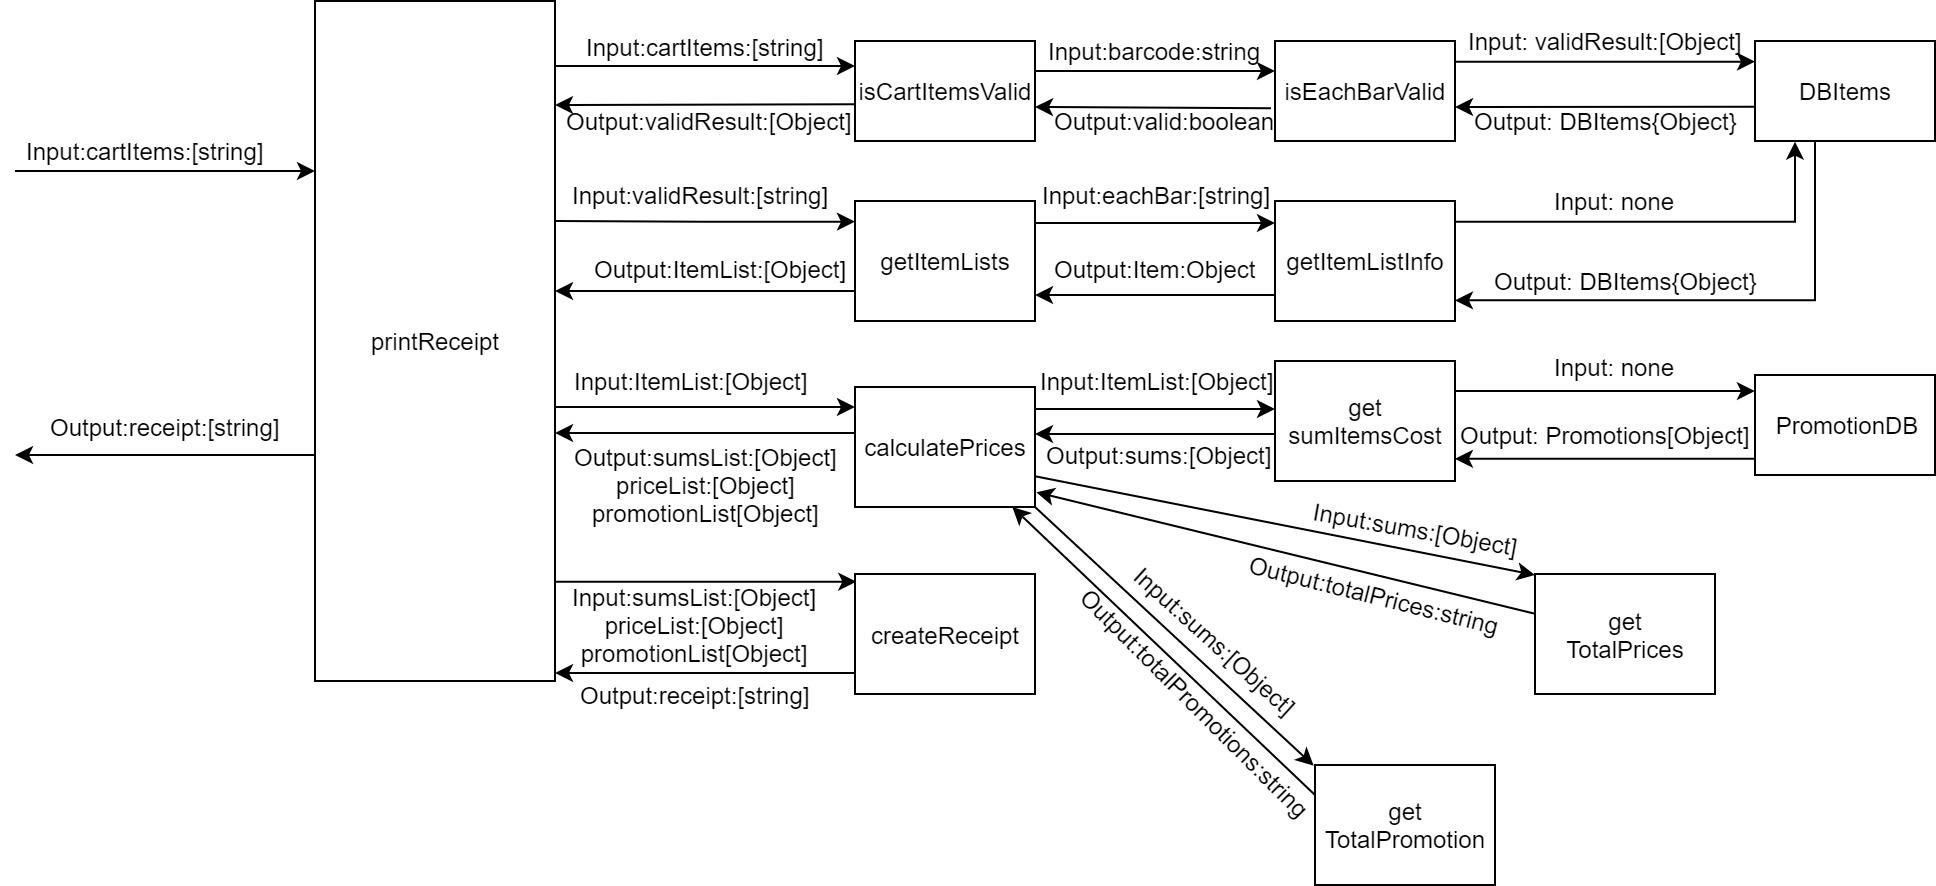 Input:cartItems:[string]
Output:receipt:[string]
printReceipt
Input:cartItems:[string]
Output:validResult:[Object]
isCartItemsValid
Input:barcode:string
Output:valid:boolean
isEachBarValid
Input: validResult:[Object]
Output: DBItems{Object}
DBItems
Input:validResult:[string]
Output:ItemList:[Object]
getItemLists
Input:eachBar:[string]
Output:Item:Object
getItemListInfo
Input: none
Output: DBItems{Object}
Input:ItemList:[Object]
Output:sumsList:[Object]
priceList:[Object]
promotionList[Object]
calculatePrices
Input:ItemList:[Object]
Output:sums:[Object]
get
sumItemsCost
Input: none
Output: Promotions[Object]
PromotionDB
Input:sums:[Object]
Output:totalPrices:string
get
TotalPrices
Input:sumsList:[Object]
priceList:[Object]
promotionList[Object]
Output:receipt:[string]
createReceipt
Input:sums:[Object]
Output:totalPromotions:string
get
TotalPromotion